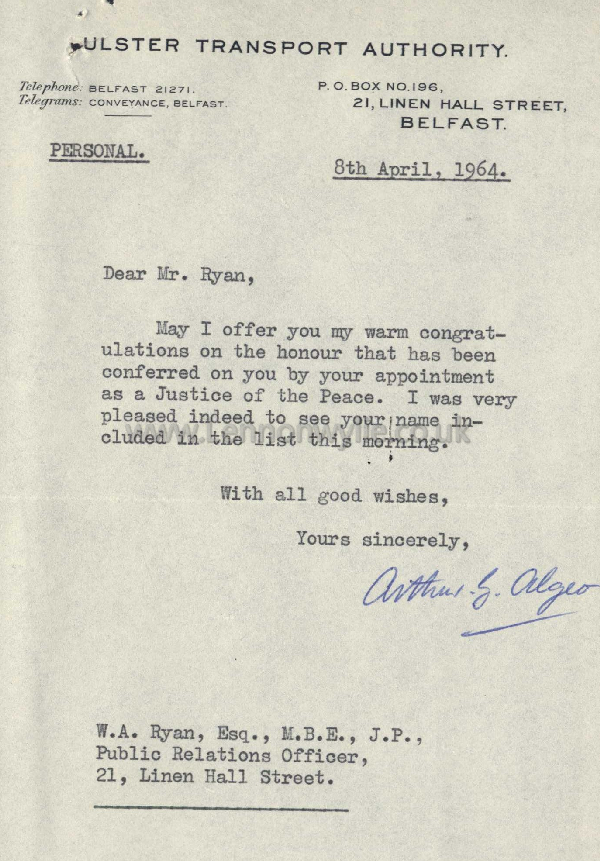 ULSTER TRANSPORT AUTHORITY.
Telephone: BELFAST 21271.
Telegrams: CONVEYANCE, BELFAST.
P.O. BOX NO. 196,
21, LINEN HALL STREET,
BELFAST.
PERSONAL.
8th April, 1964.
Dear Mr. Ryan,
May I offer you my warm congrat-
ulations on the honour that has been
conferred on you by your appointment
as a Justice of the Peace. I was very
pleased indeed to see your name in-
cluded in the list this morning.
www.lennonwylie.co.uk
With all good wishes,
Yours sincerely,
Arthur G. Algeo
W.A. Ryan, Esq., M.B.E., J.P.,
Public Relations Officer,
21, Linen Hall Street.